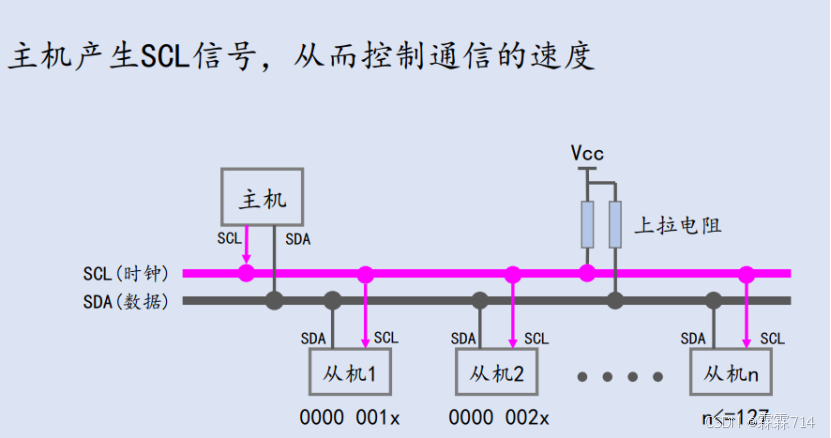 主机产生SCL信号，从而控制通信的速度
Vcc
主机
上拉电阻
SCL
SDA
SCL(时钟)
SDA(数据)
SDA
SCL
SDA
SCL
SDA
SCL
从机1
从机2
从机n
0000 001x
0000 002x
n<=127
CSDN @霖霖714